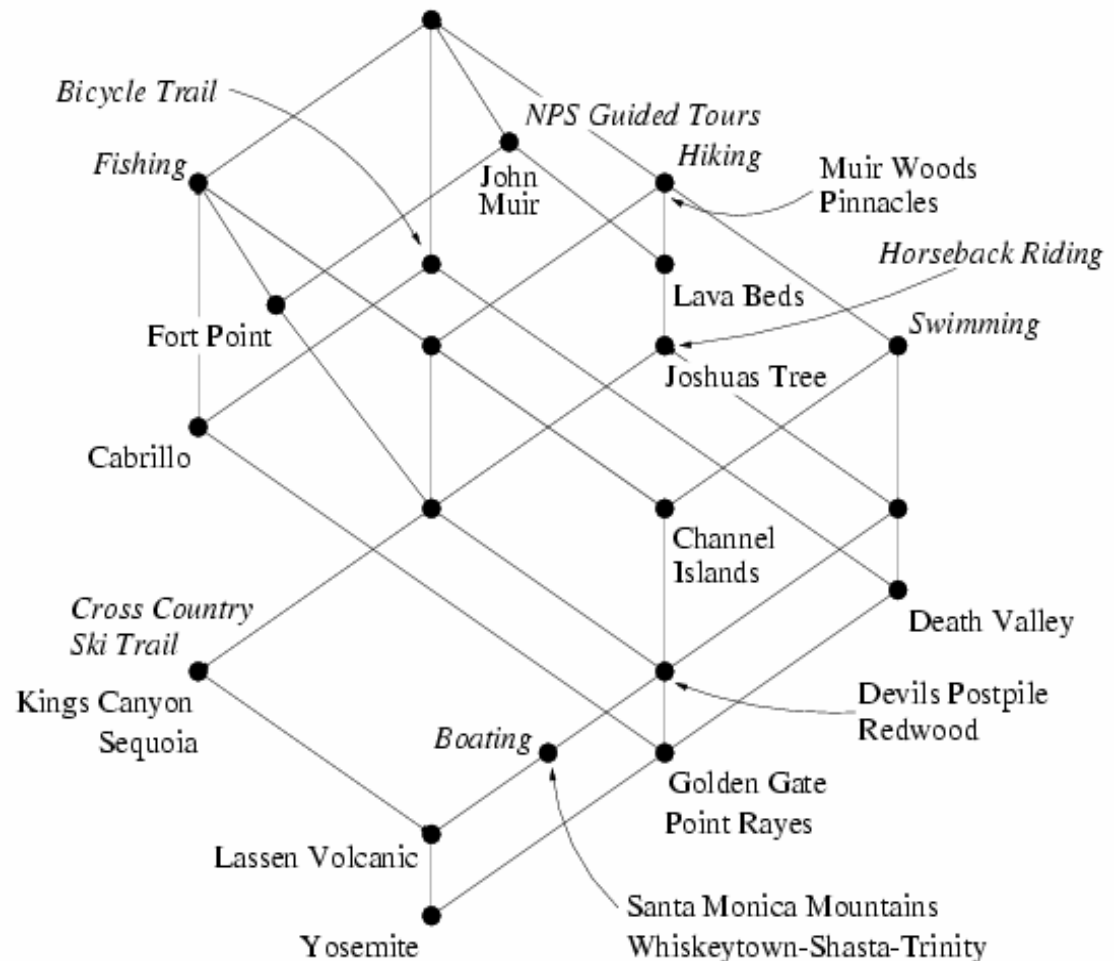 Bicycle Trail
NPS Guided Tours
Hiking
Fishing
John
Muir
Muir Woods
Pinnacles
Horseback Riding
Lava Beds
Fort Point
Swimming
Joshuas Tree
Cabrillo
Channel
Islands
Cross Country
Ski Trail
Death Valley
Kings Canyon
Sequoia
Devils Postpile
Redwood
Boating
Golden Gate
Point Rayes
Lassen Volcanic
Santa Monica Mountains
Whiskeytown-Shasta-Trinity
Yosemite